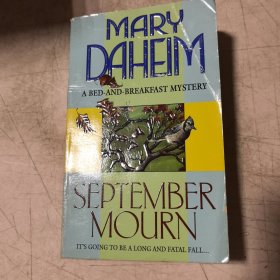 MARY
DAHEIM
A BED-AND-BREAKFAST MYSTERY
SEPTEMBER
MOURN
IT'S GOING TO BE A LONG AND FATAL FALL...